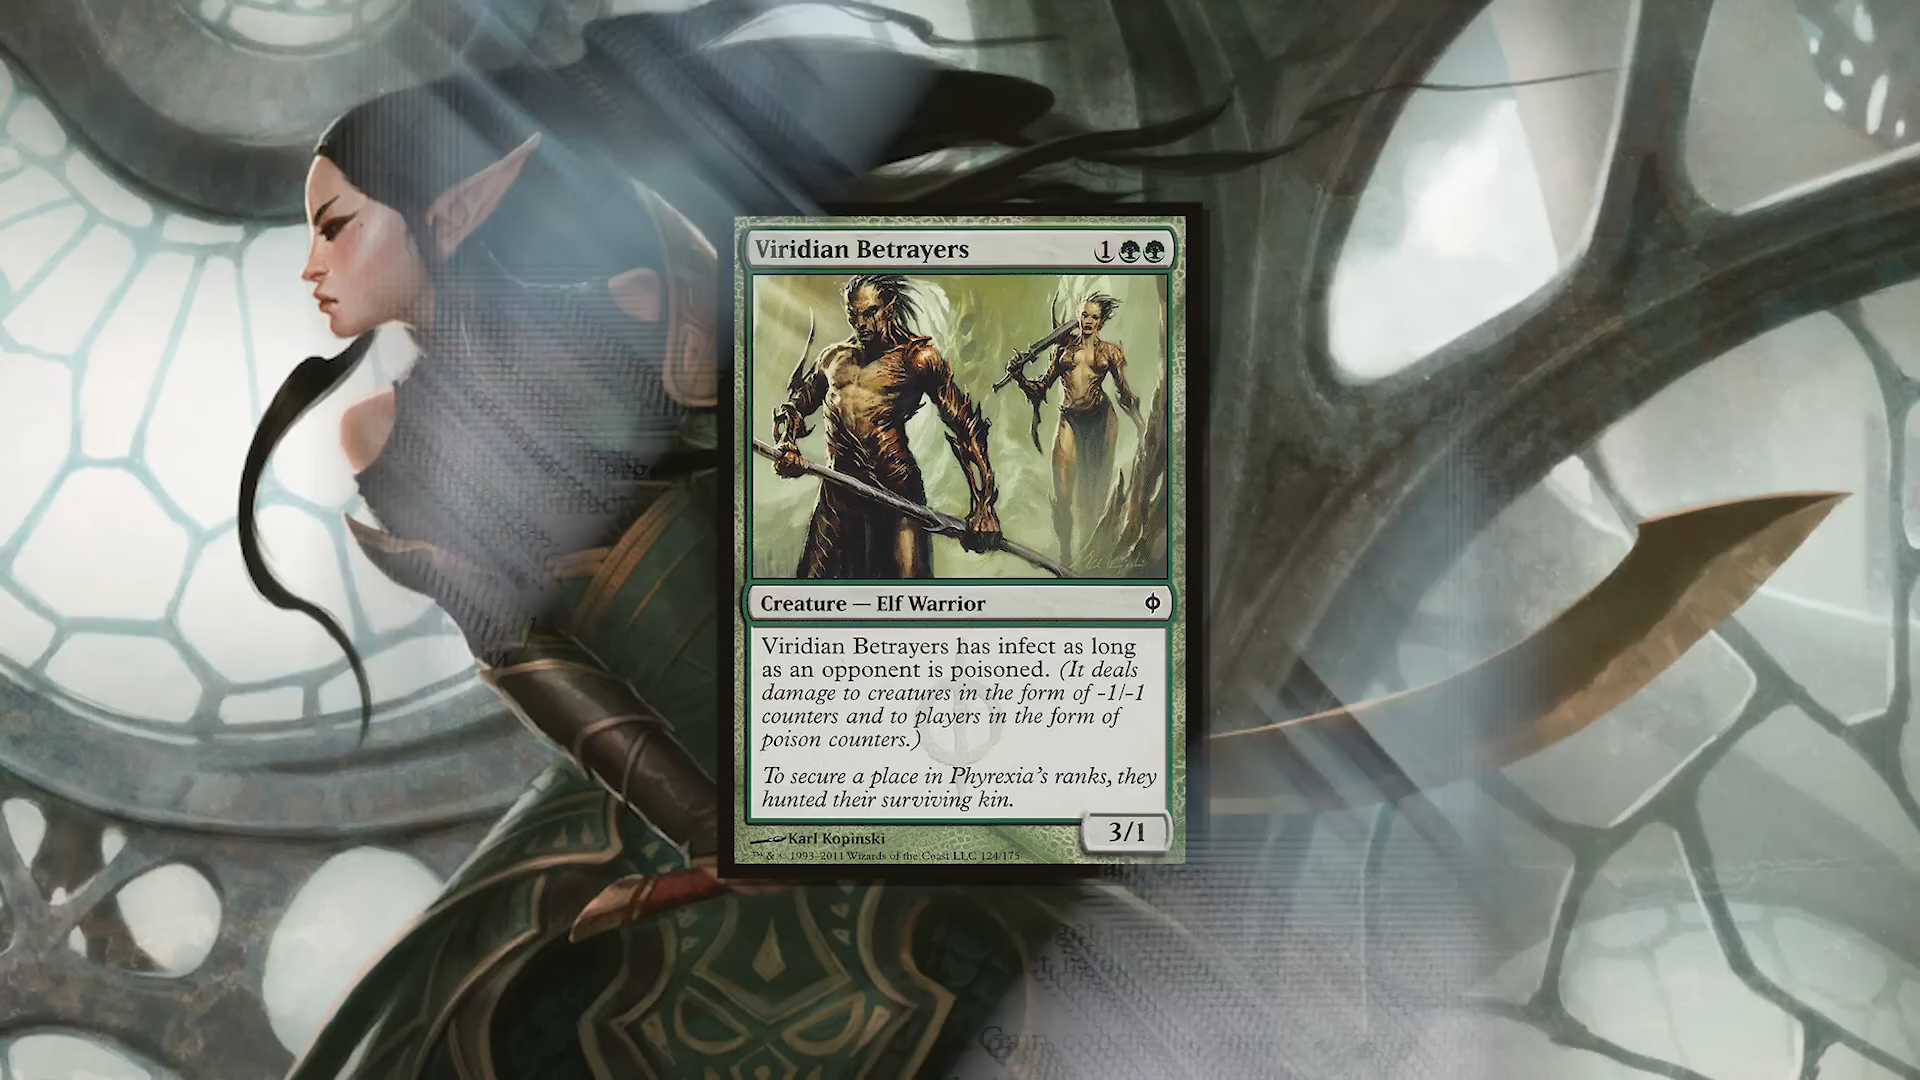 Viridian Betrayers 1
Creature — Elf Warrior
Viridian Betrayers has infect as long
as an opponent is poisoned. (It deals
damage to creatures in the form of -1/-1
counters and to players in the form of
poison counters.)
To secure a place in Phyrexia's ranks, they
hunted their surviving kin.
3/1
Karl Kopinski
™ & © 1993–2011 Wizards of the Coast LLC 124/175